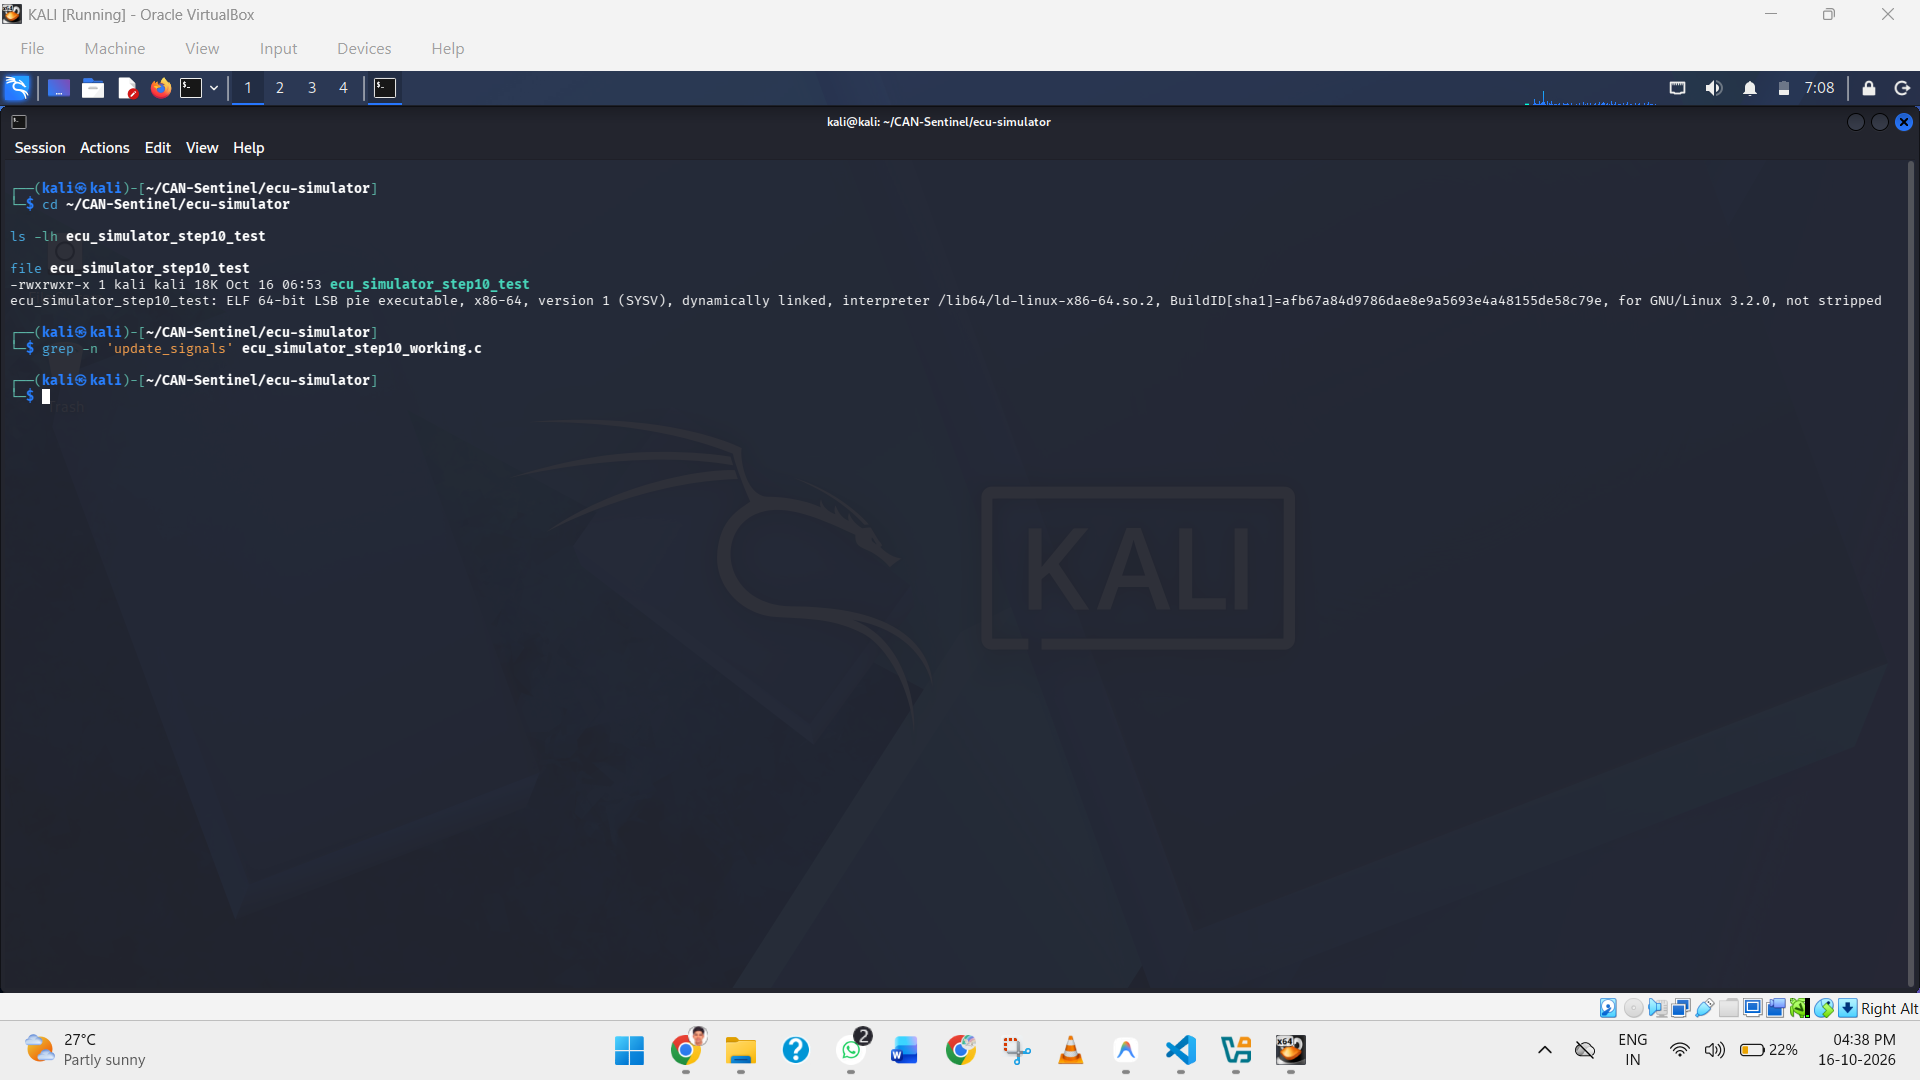 KALI [Running] - Oracle VirtualBox
File Machine View Input Devices Help
1 2 3 4 7:08
kali@kali: ~/CAN-Sentinel/ecu-simulator
Session Actions Edit View Help
┌──(kali㉿kali)-[~/CAN-Sentinel/ecu-simulator]
└─$ cd ~/CAN-Sentinel/ecu-simulator
ls -lh ecu_simulator_step10_test
file ecu_simulator_step10_test
-rwxrwxr-x 1 kali kali 18K Oct 16 06:53 ecu_simulator_step10_test
ecu_simulator_step10_test: ELF 64-bit LSB pie executable, x86-64, version 1 (SYSV), dynamically linked, interpreter /lib64/ld-linux-x86-64.so.2, BuildID[sha1]=afb67a84d9786dae8e9a5693e4a48155de58c79e, for GNU/Linux 3.2.0, not stripped
┌──(kali㉿kali)-[~/CAN-Sentinel/ecu-simulator]
└─$ grep -n 'update_signals' ecu_simulator_step10_working.c
┌──(kali㉿kali)-[~/CAN-Sentinel/ecu-simulator]
└─$
Trash
KALI
Right Alt
27°C
Partly sunny
2
ENG
IN
22%
04:38 PM
16-10-2026